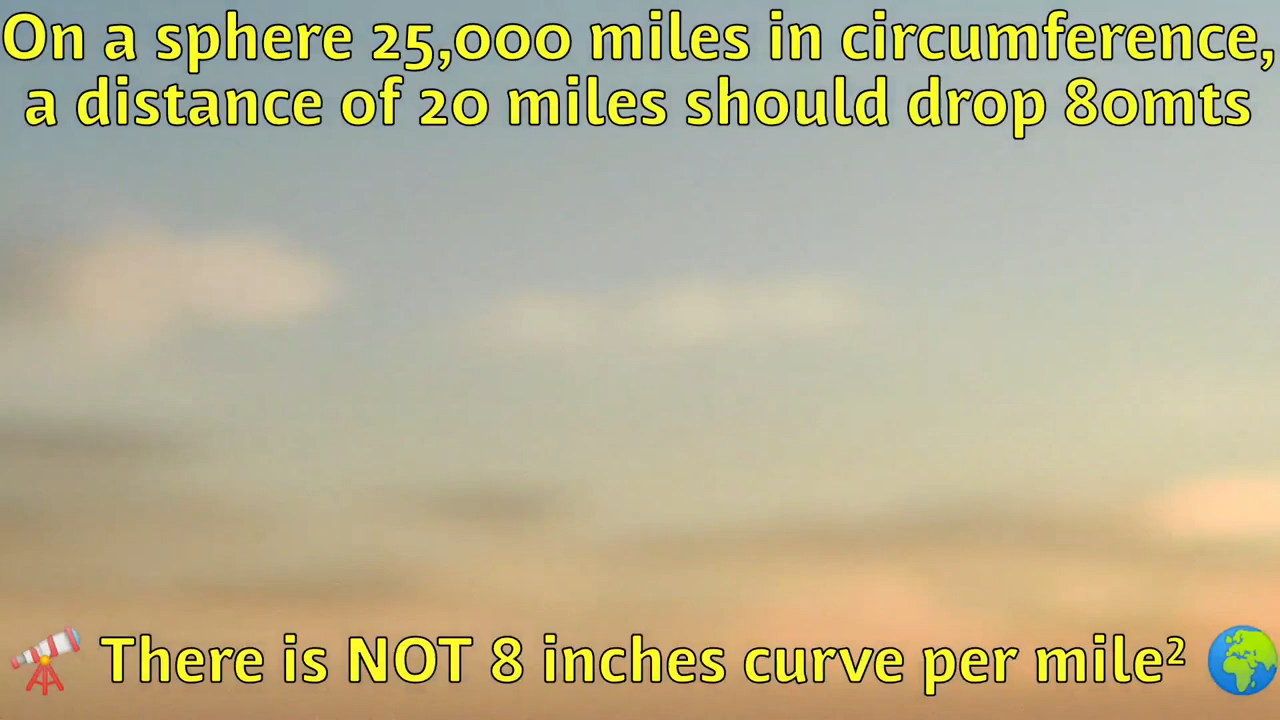 On a sphere 25,000 miles in circumference,
a distance of 20 miles should drop 80mts
There is NOT 8 inches curve per mile²